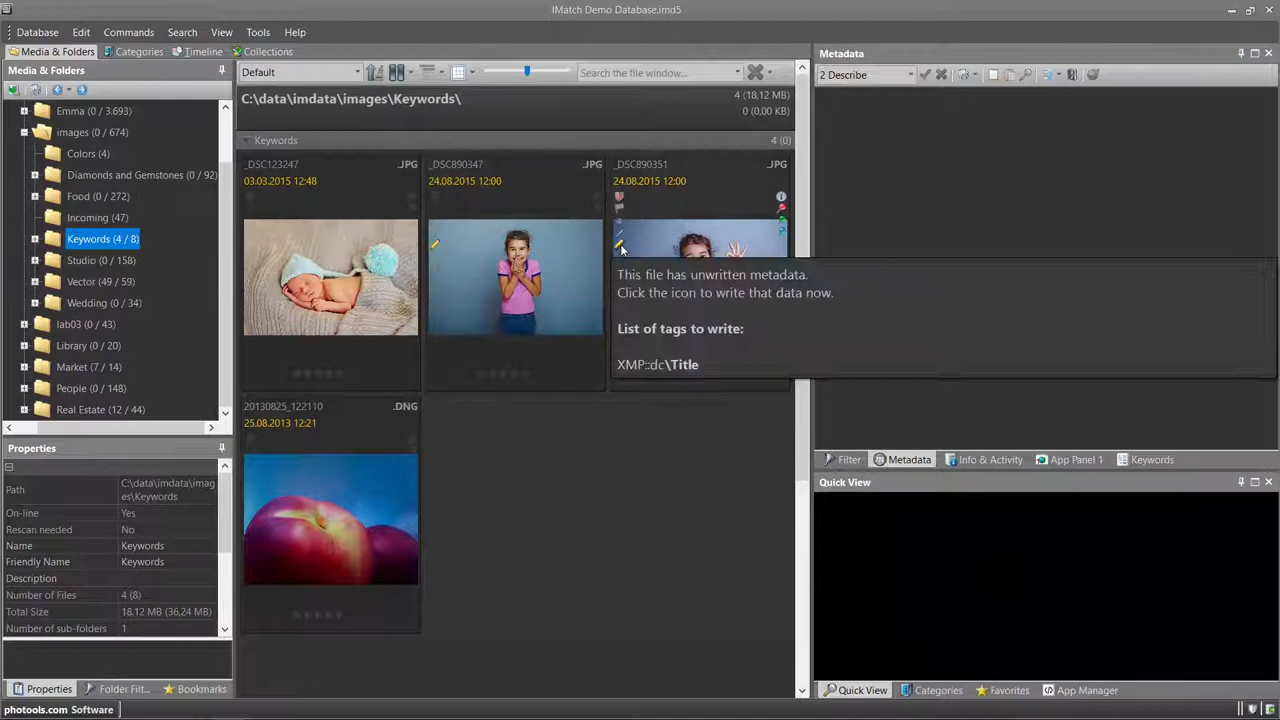 photools IMatch Demo Database.imd5
Database Edit Commands Search View Tools Help
Media & Folders Categories Timeline Collections
Media & Folders
Emma (0 / 3.693)
images (0 / 674)
Colors (4)
Diamonds and Gemstones (0 / 92)
Food (0 / 272)
Incoming (47)
Keywords (4 / 8)
Studio (0 / 158)
Vector (49 / 59)
Wedding (0 / 34)
lab03 (0 / 43)
Library (0 / 20)
Market (7 / 14)
People (0 / 148)
Real Estate (12 / 44)
Properties
Path C:\data\imdata\imag
es\Keywords
On-line Yes
Rescan needed No
Name Keywords
Friendly Name Keywords
Description
Number of Files 4 (8)
Total Size 18,12 MB (36,24 MB)
Number of sub-folders 1
Properties Folder Filt... Bookmarks
photools.com Software
Default Search the file window...
C:\data\imdata\images\Keywords\ 4 (18,12 MB)
0 (0,00 KB)
Keywords 4 (0)
_DSC123247 .JPG
03.03.2015 12:48
_DSC890347 .JPG
24.08.2015 12:00
_DSC890351 .JPG
24.08.2015 12:00
This file has unwritten metadata.
Click the icon to write that data now.
List of tags to write:
XMP::dc\Title
20130825_122110 .DNG
25.08.2013 12:21
Metadata
2 Describe
Filter Metadata Info & Activity App Panel 1 Keywords
Quick View
Quick View Categories Favorites App Manager